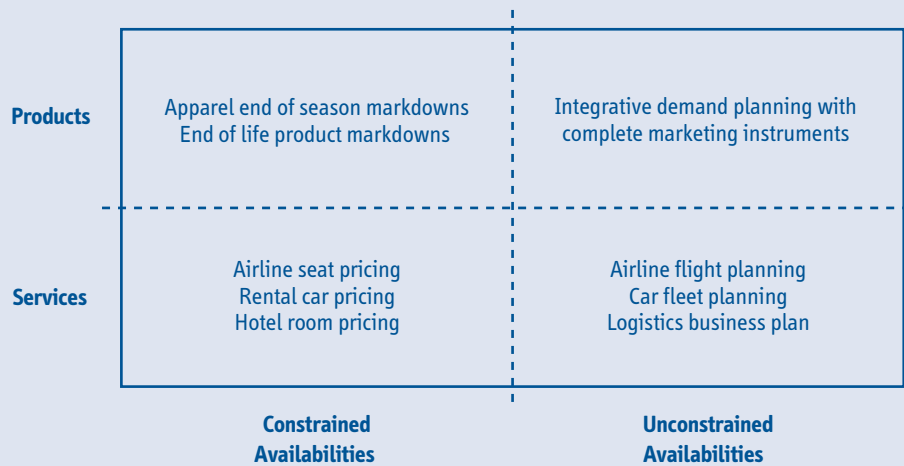 Products
Apparel end of season markdowns
End of life product markdowns
Integrative demand planning with
complete marketing instruments
Services
Airline seat pricing
Rental car pricing
Hotel room pricing
Airline flight planning
Car fleet planning
Logistics business plan
Constrained
Availabilities
Unconstrained
Availabilities